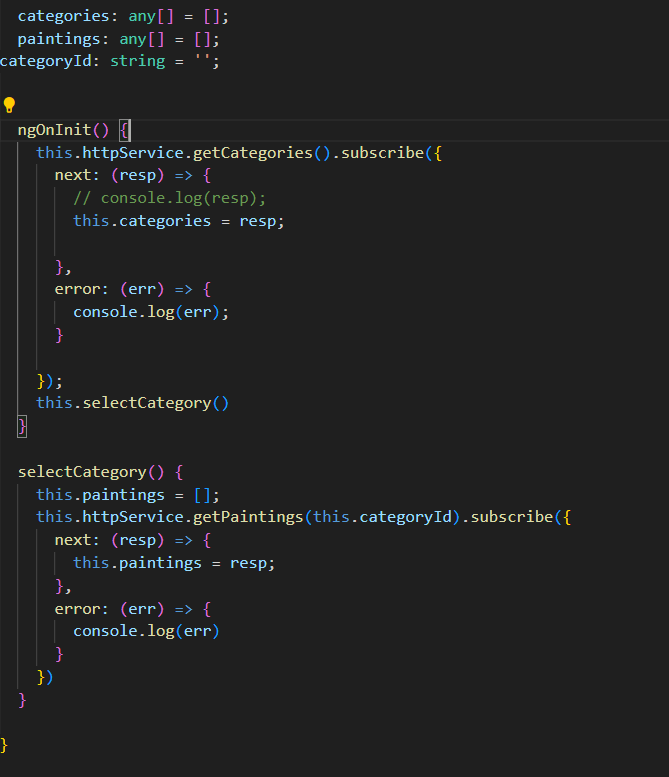 categories: any[] = [];
paintings: any[] = [];
categoryId: string = '';
ngOnInit() {
this.httpService.getCategories().subscribe({
next: (resp) => {
// console.log(resp);
this.categories = resp;
},
error: (err) => {
console.log(err);
}
});
this.selectCategory()
}
selectCategory() {
this.paintings = [];
this.httpService.getPaintings(this.categoryId).subscribe({
next: (resp) => {
this.paintings = resp;
},
error: (err) => {
console.log(err)
}
})
}
}